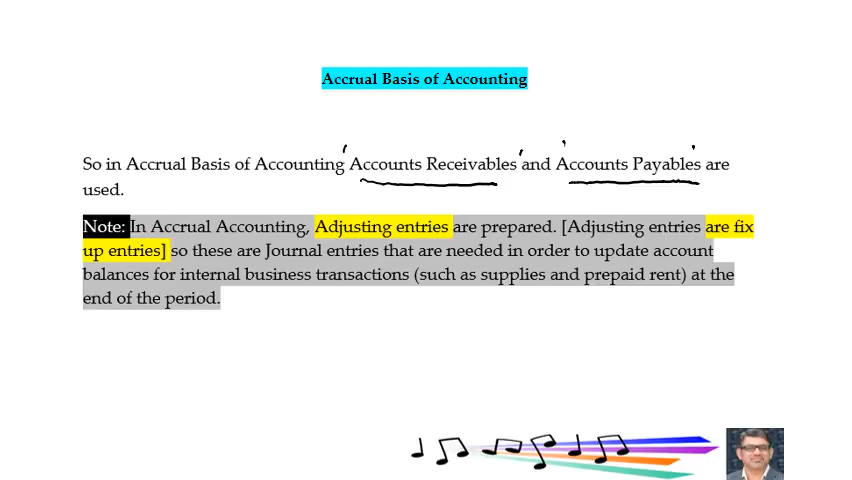 Accrual Basis of Accounting
So in Accrual Basis of Accounting Accounts Receivables and Accounts Payables are
used.
Note: In Accrual Accounting, Adjusting entries are prepared. [Adjusting entries are fix
up entries] so these are Journal entries that are needed in order to update account
balances for internal business transactions (such as supplies and prepaid rent) at the
end of the period.